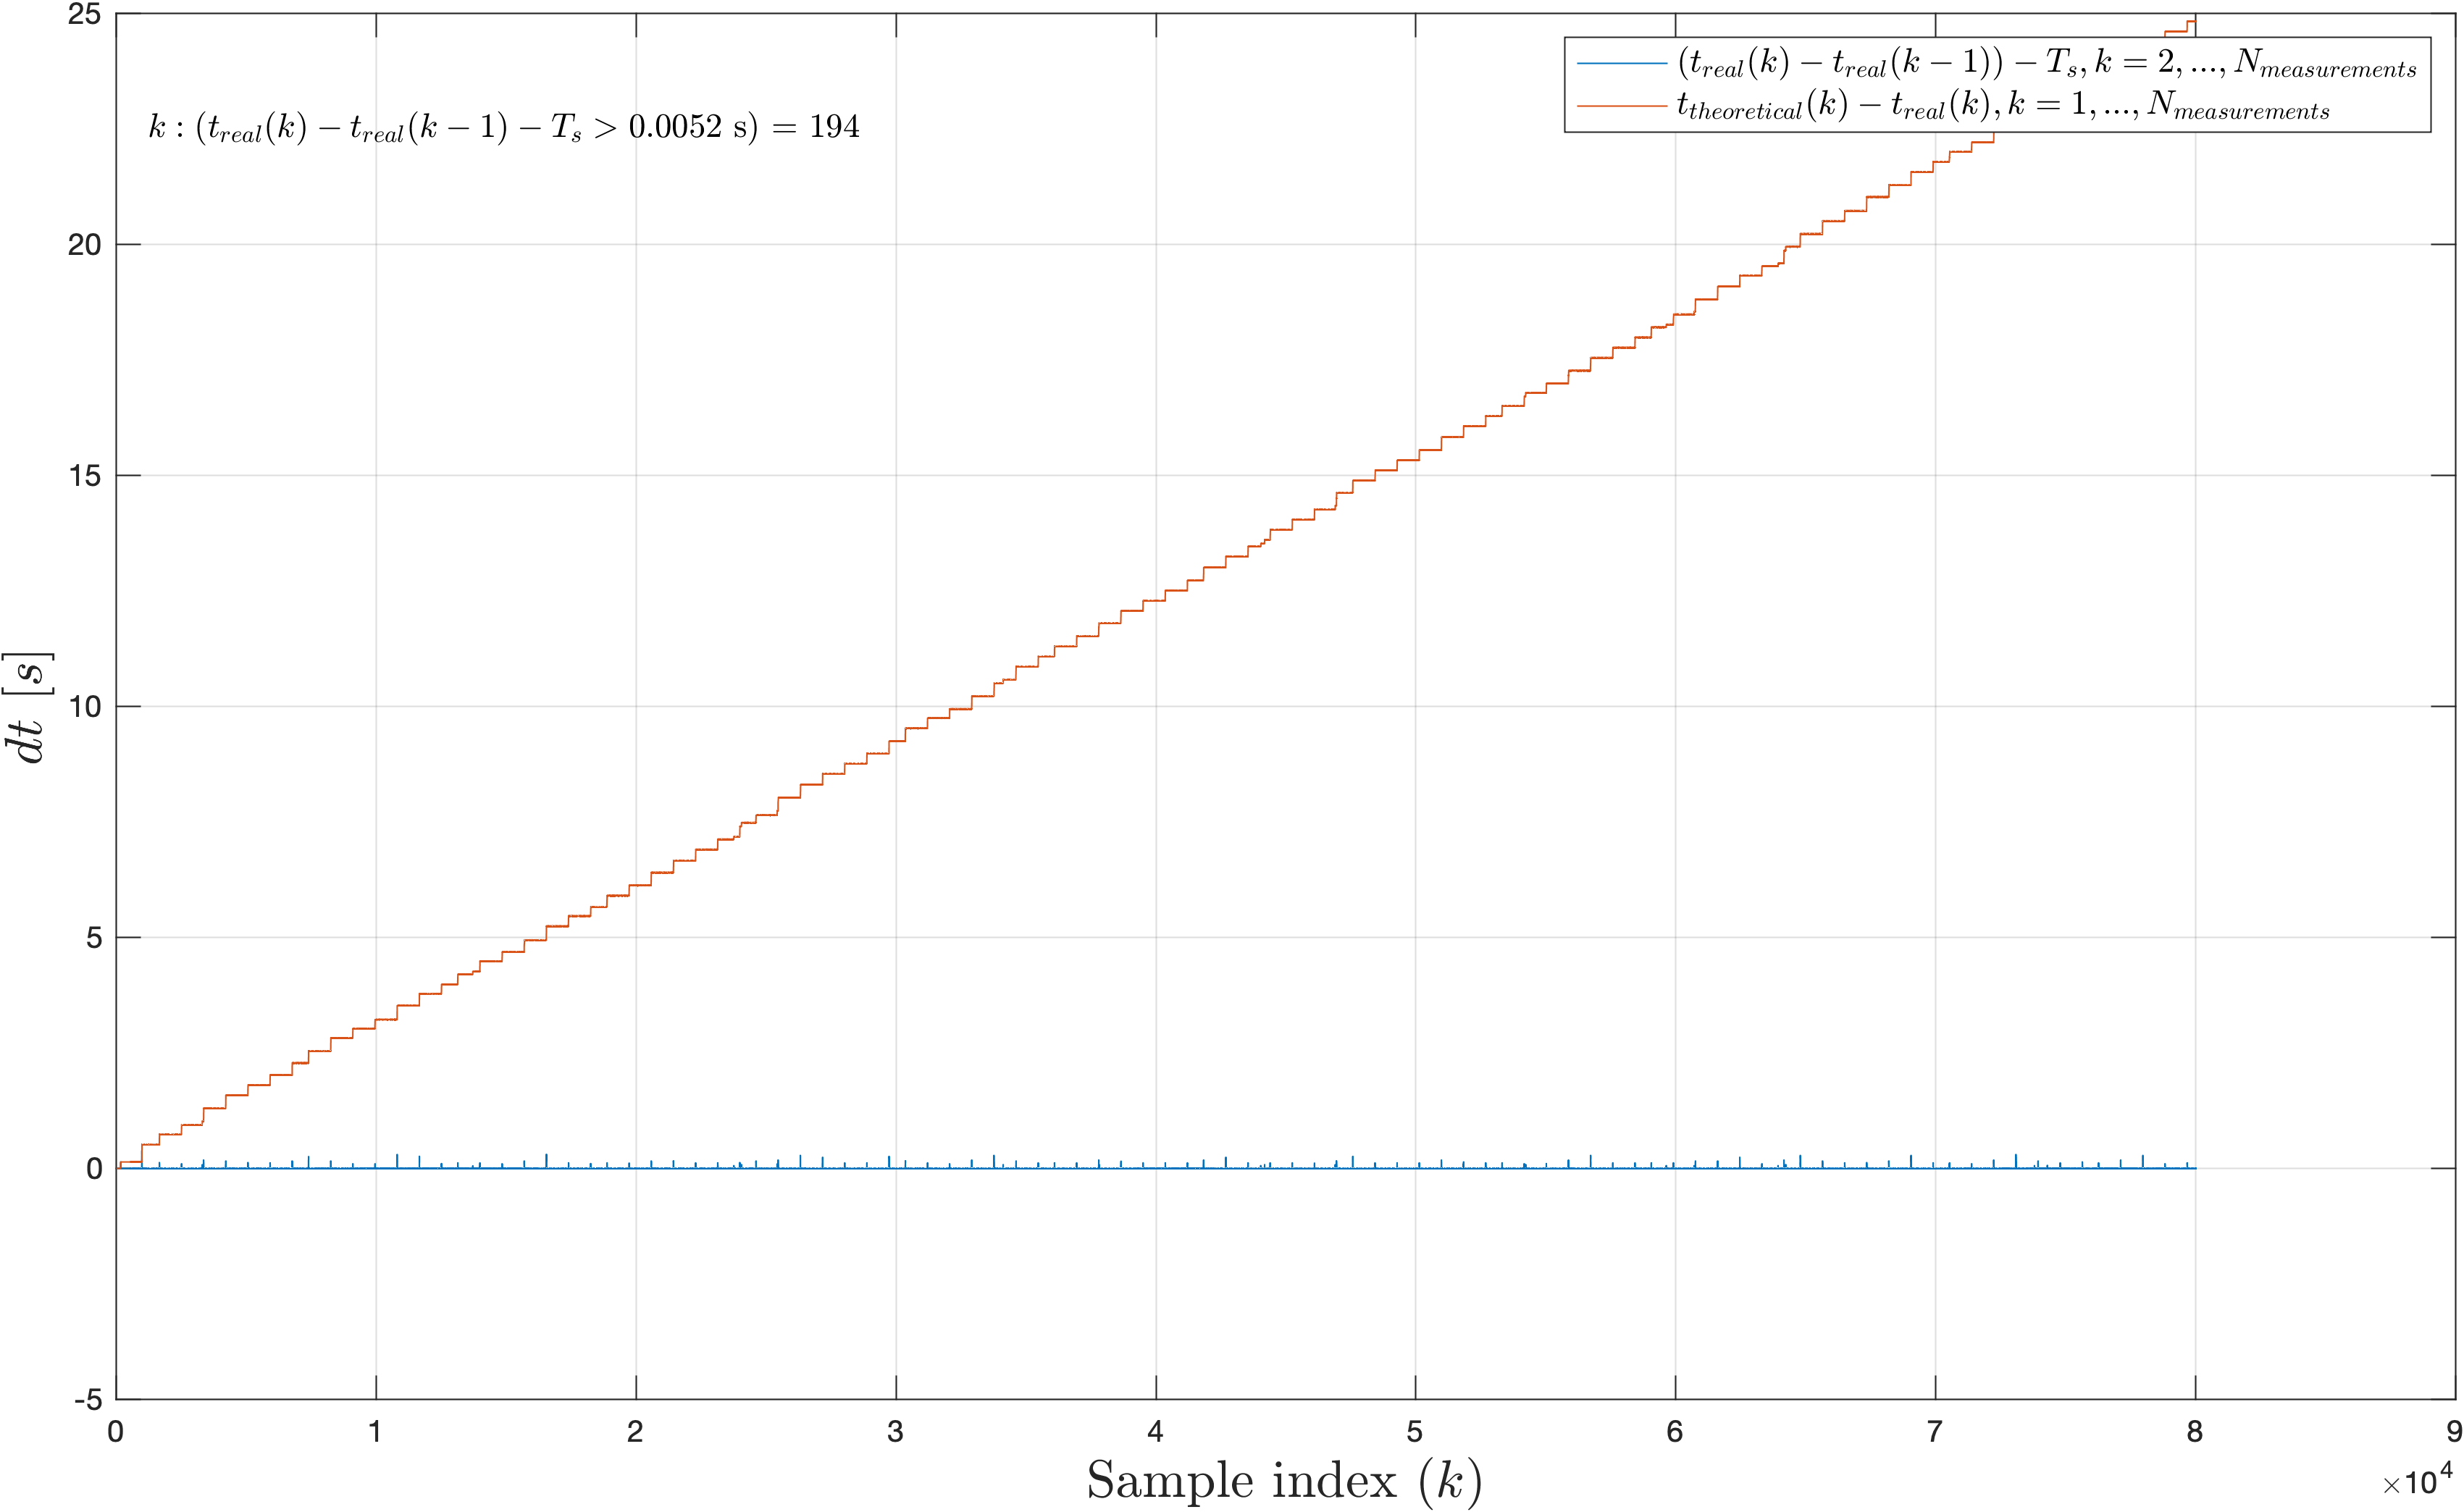 25
20
15
10
5
0
-5
dt [s]
(t_real(k) − t_real(k − 1)) − T_s, k = 2, ..., N_measurements
t_theoretical(k) − t_real(k), k = 1, ..., N_measurements
k : (t_real(k) − t_real(k − 1) − T_s > 0.0052 s) = 194
0 1 2 3 4 5 6 7 8 9
Sample index (k)
×10^4